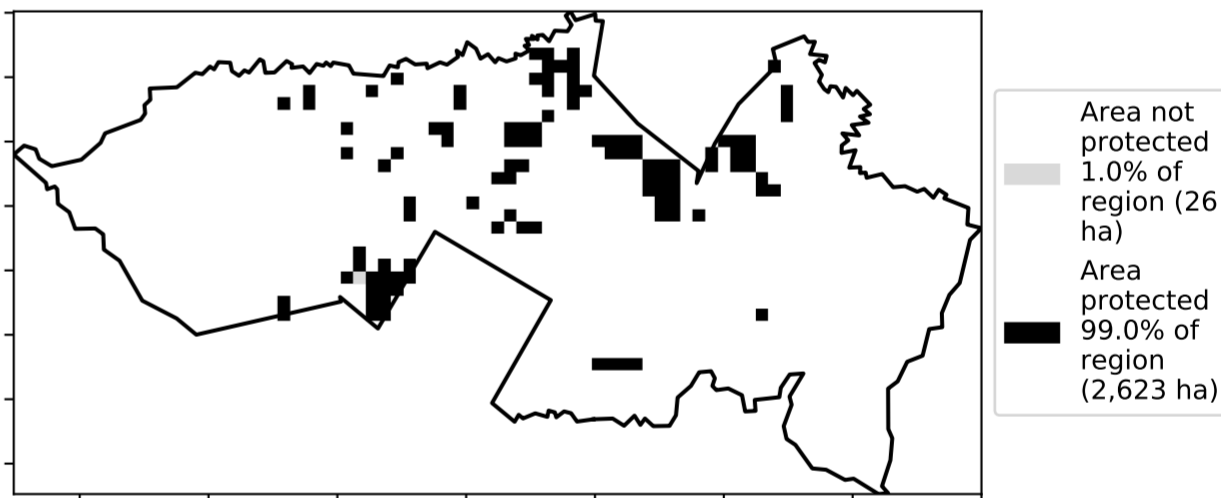 Area not
protected
1.0% of
region (26
ha)
Area
protected
99.0% of
region
(2,623 ha)